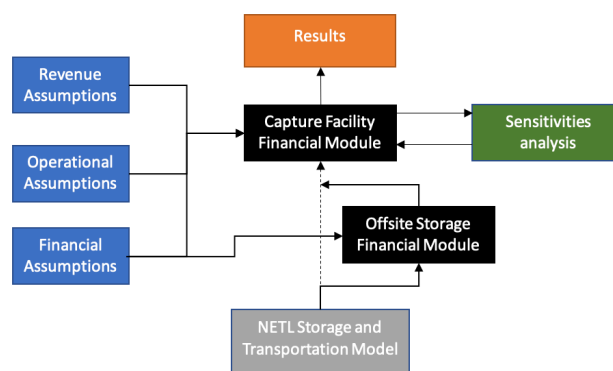 Results
Revenue
Assumptions
Capture Facility
Financial Module
Sensitivities
analysis
Operational
Assumptions
Offsite Storage
Financial Module
Financial
Assumptions
NETL Storage and
Transportation Model